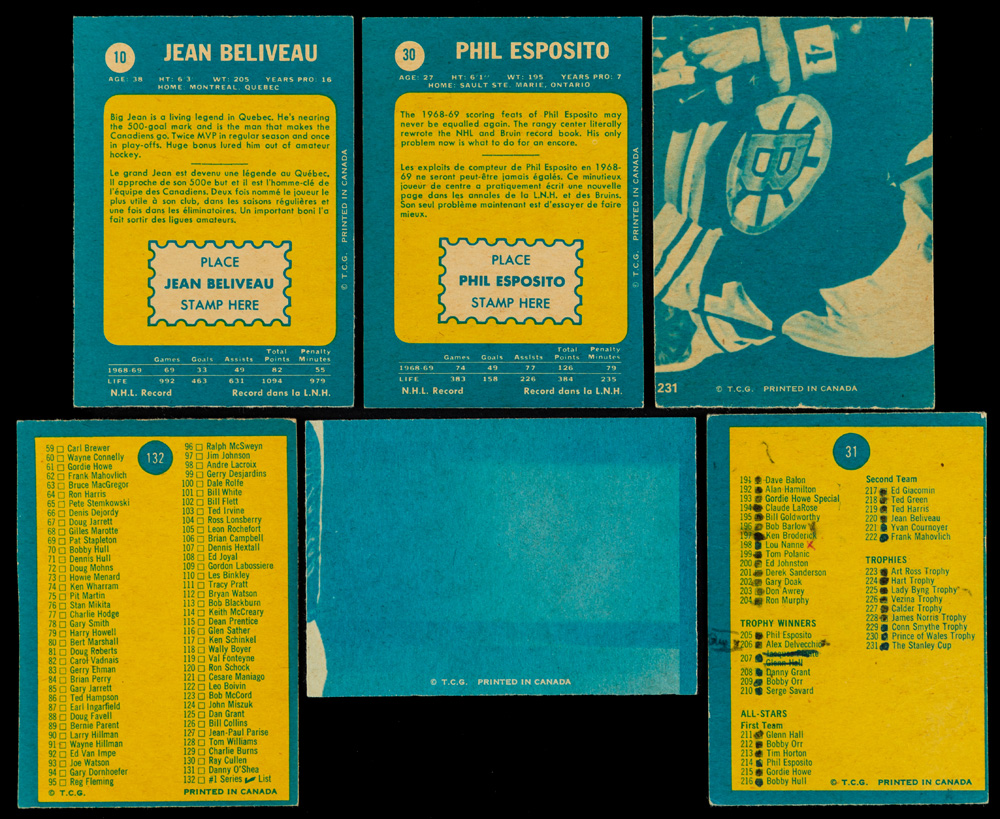 10
JEAN BELIVEAU
AGE: 38 HT: 6'3 WT: 205 YEARS PRO: 16
HOME: MONTREAL, QUEBEC
Big Jean is a living legend in Quebec. He's nearing
the 500-goal mark and is the man that makes the
Canadiens go. Twice MVP in regular season and once
in play-offs. Huge bonus lured him out of amateur
hockey.
Le grand Jean est devenu une légende au Québec.
Il approche de son 500e but et il est l'homme-clé de
l'équipe des Canadiens. Deux fois nommé le joueur le
plus utile à son club, dans les saisons régulières et
une fois dans les éliminatoires. Un important boni l'a
fait sortir des ligues amateurs.
PLACE
JEAN BELIVEAU
STAMP HERE
© T.C.G. PRINTED IN CANADA
Games Goals Assists Total Points Penalty Minutes
1968-69 69 33 49 82 55
LIFE 992 463 631 1094 979
N.H.L. Record Record dans la L.N.H.
30
PHIL ESPOSITO
AGE: 27 HT: 6'1" WT: 195 YEARS PRO: 7
HOME: SAULT STE. MARIE, ONTARIO
The 1968-69 scoring feats of Phil Esposito may
never be equalled again. The rangy center literally
rewrote the NHL and Bruin record book. His only
problem now is what to do for an encore.
Les exploits de compteur de Phil Esposito en 1968-
69 ne seront peut-être jamais égalés. Ce minutieux
joueur de centre a pratiquement écrit une nouvelle
page dans les annales de la L.N.H. et des Bruins.
Son seul problème maintenant est d'essayer de faire
mieux.
PLACE
PHIL ESPOSITO
STAMP HERE
© T.C.G. PRINTED IN CANADA
Games Goals Assists Total Points Penalty Minutes
1968-69 74 49 77 126 79
LIFE 383 158 226 384 235
N.H.L. Record Record dans la L.N.H.
4
B
231
© T.C.G. PRINTED IN CANADA
132
59 Carl Brewer
60 Wayne Connelly
61 Gordie Howe
62 Frank Mahovlich
63 Bruce MacGregor
64 Ron Harris
65 Pete Stemkowski
66 Denis Dejordy
67 Doug Jarrett
68 Gilles Marotte
69 Pat Stapleton
70 Bobby Hull
71 Dennis Hull
72 Doug Mohns
73 Howie Menard
74 Ken Wharram
75 Pit Martin
76 Stan Mikita
77 Charlie Hodge
78 Gary Smith
79 Harry Howell
80 Bert Marshall
81 Doug Roberts
82 Carol Vadnais
83 Gerry Ehman
84 Brian Perry
85 Gary Jarrett
86 Ted Hampson
87 Earl Ingarfield
88 Doug Favell
89 Bernie Parent
90 Larry Hillman
91 Wayne Hillman
92 Ed Van Impe
93 Joe Watson
94 Gary Dornhoefer
95 Reg Fleming
96 Ralph McSweyn
97 Jim Johnson
98 Andre Lacroix
99 Gerry Desjardins
100 Dale Rolfe
101 Bill White
102 Bill Flett
103 Ted Irvine
104 Ross Lonsberry
105 Leon Rochefort
106 Brian Campbell
107 Dennis Hextall
108 Ed Joyal
109 Gordon Labossiere
110 Les Binkley
111 Tracy Pratt
112 Bryan Watson
113 Bob Blackburn
114 Keith McCreary
115 Dean Prentice
116 Glen Sather
117 Ken Schinkel
118 Wally Boyer
119 Val Fonteyne
120 Ron Schock
121 Cesare Maniago
122 Leo Boivin
123 Bob McCord
124 John Miszuk
125 Dan Grant
126 Bill Collins
127 Jean-Paul Parise
128 Tom Williams
129 Charlie Burns
130 Ray Cullen
131 Danny O'Shea
132 #1 Series List
© T.C.G. PRINTED IN CANADA
© T.C.G. PRINTED IN CANADA
31
191 Dave Balon
192 Alan Hamilton
193 Gordie Howe Special
194 Claude LaRose
195 Bill Goldworthy
196 Bob Barlow
197 Ken Broderick
198 Lou Nanne
199 Tom Polanic
200 Ed Johnston
201 Derek Sanderson
202 Gary Doak
203 Don Awrey
204 Ron Murphy
TROPHY WINNERS
205 Phil Esposito
206 Alex Delvecchio
207 Jacques Plante
Glenn Hall
208 Danny Grant
209 Bobby Orr
210 Serge Savard
ALL-STARS
First Team
211 Glenn Hall
212 Bobby Orr
213 Tim Horton
214 Phil Esposito
215 Gordie Howe
216 Bobby Hull
Second Team
217 Ed Giacomin
218 Ted Green
219 Ted Harris
220 Jean Beliveau
221 Yvan Cournoyer
222 Frank Mahovlich
TROPHIES
223 Art Ross Trophy
224 Hart Trophy
225 Lady Byng Trophy
226 Vezina Trophy
227 Calder Trophy
228 James Norris Trophy
229 Conn Smythe Trophy
230 Prince of Wales Trophy
231 The Stanley Cup
© T.C.G. PRINTED IN CANADA